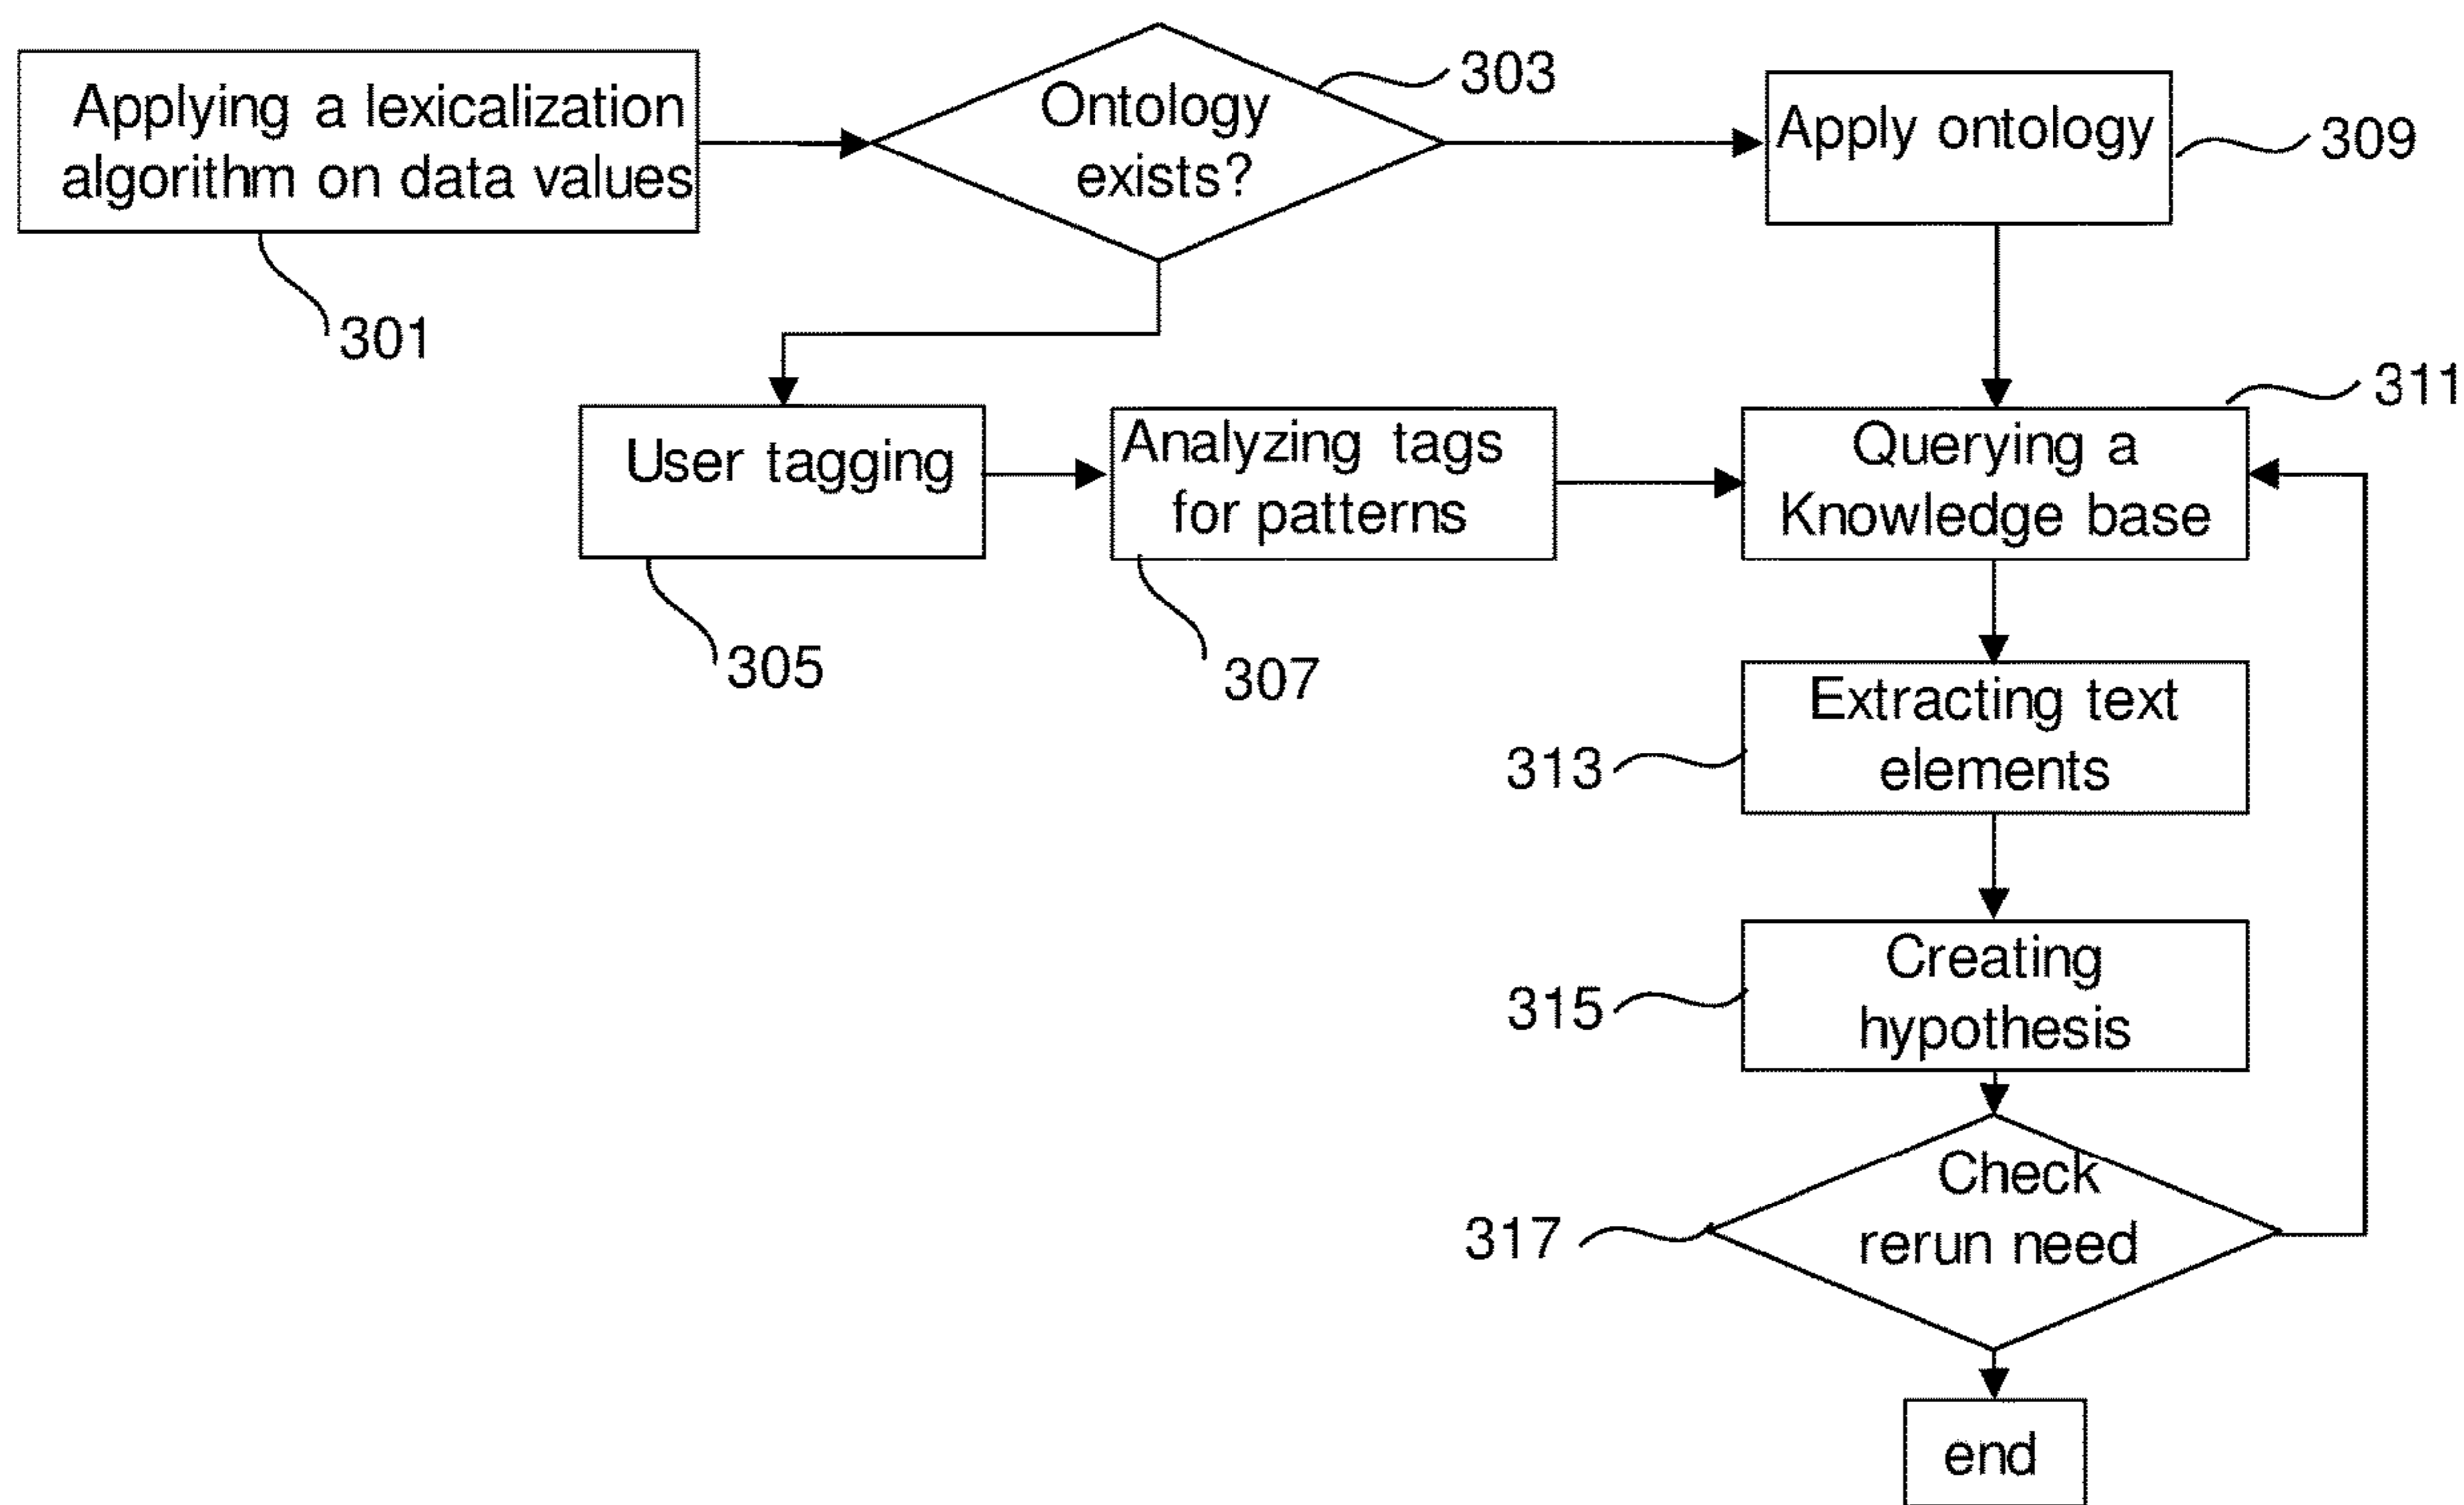 Applying a lexicalization
algorithm on data values
301
Ontology
exists?
303
Apply ontology
309
User tagging
305
Analyzing tags
for patterns
307
Querying a
Knowledge base
311
Extracting text
elements
313
Creating
hypothesis
315
Check
rerun need
317
end